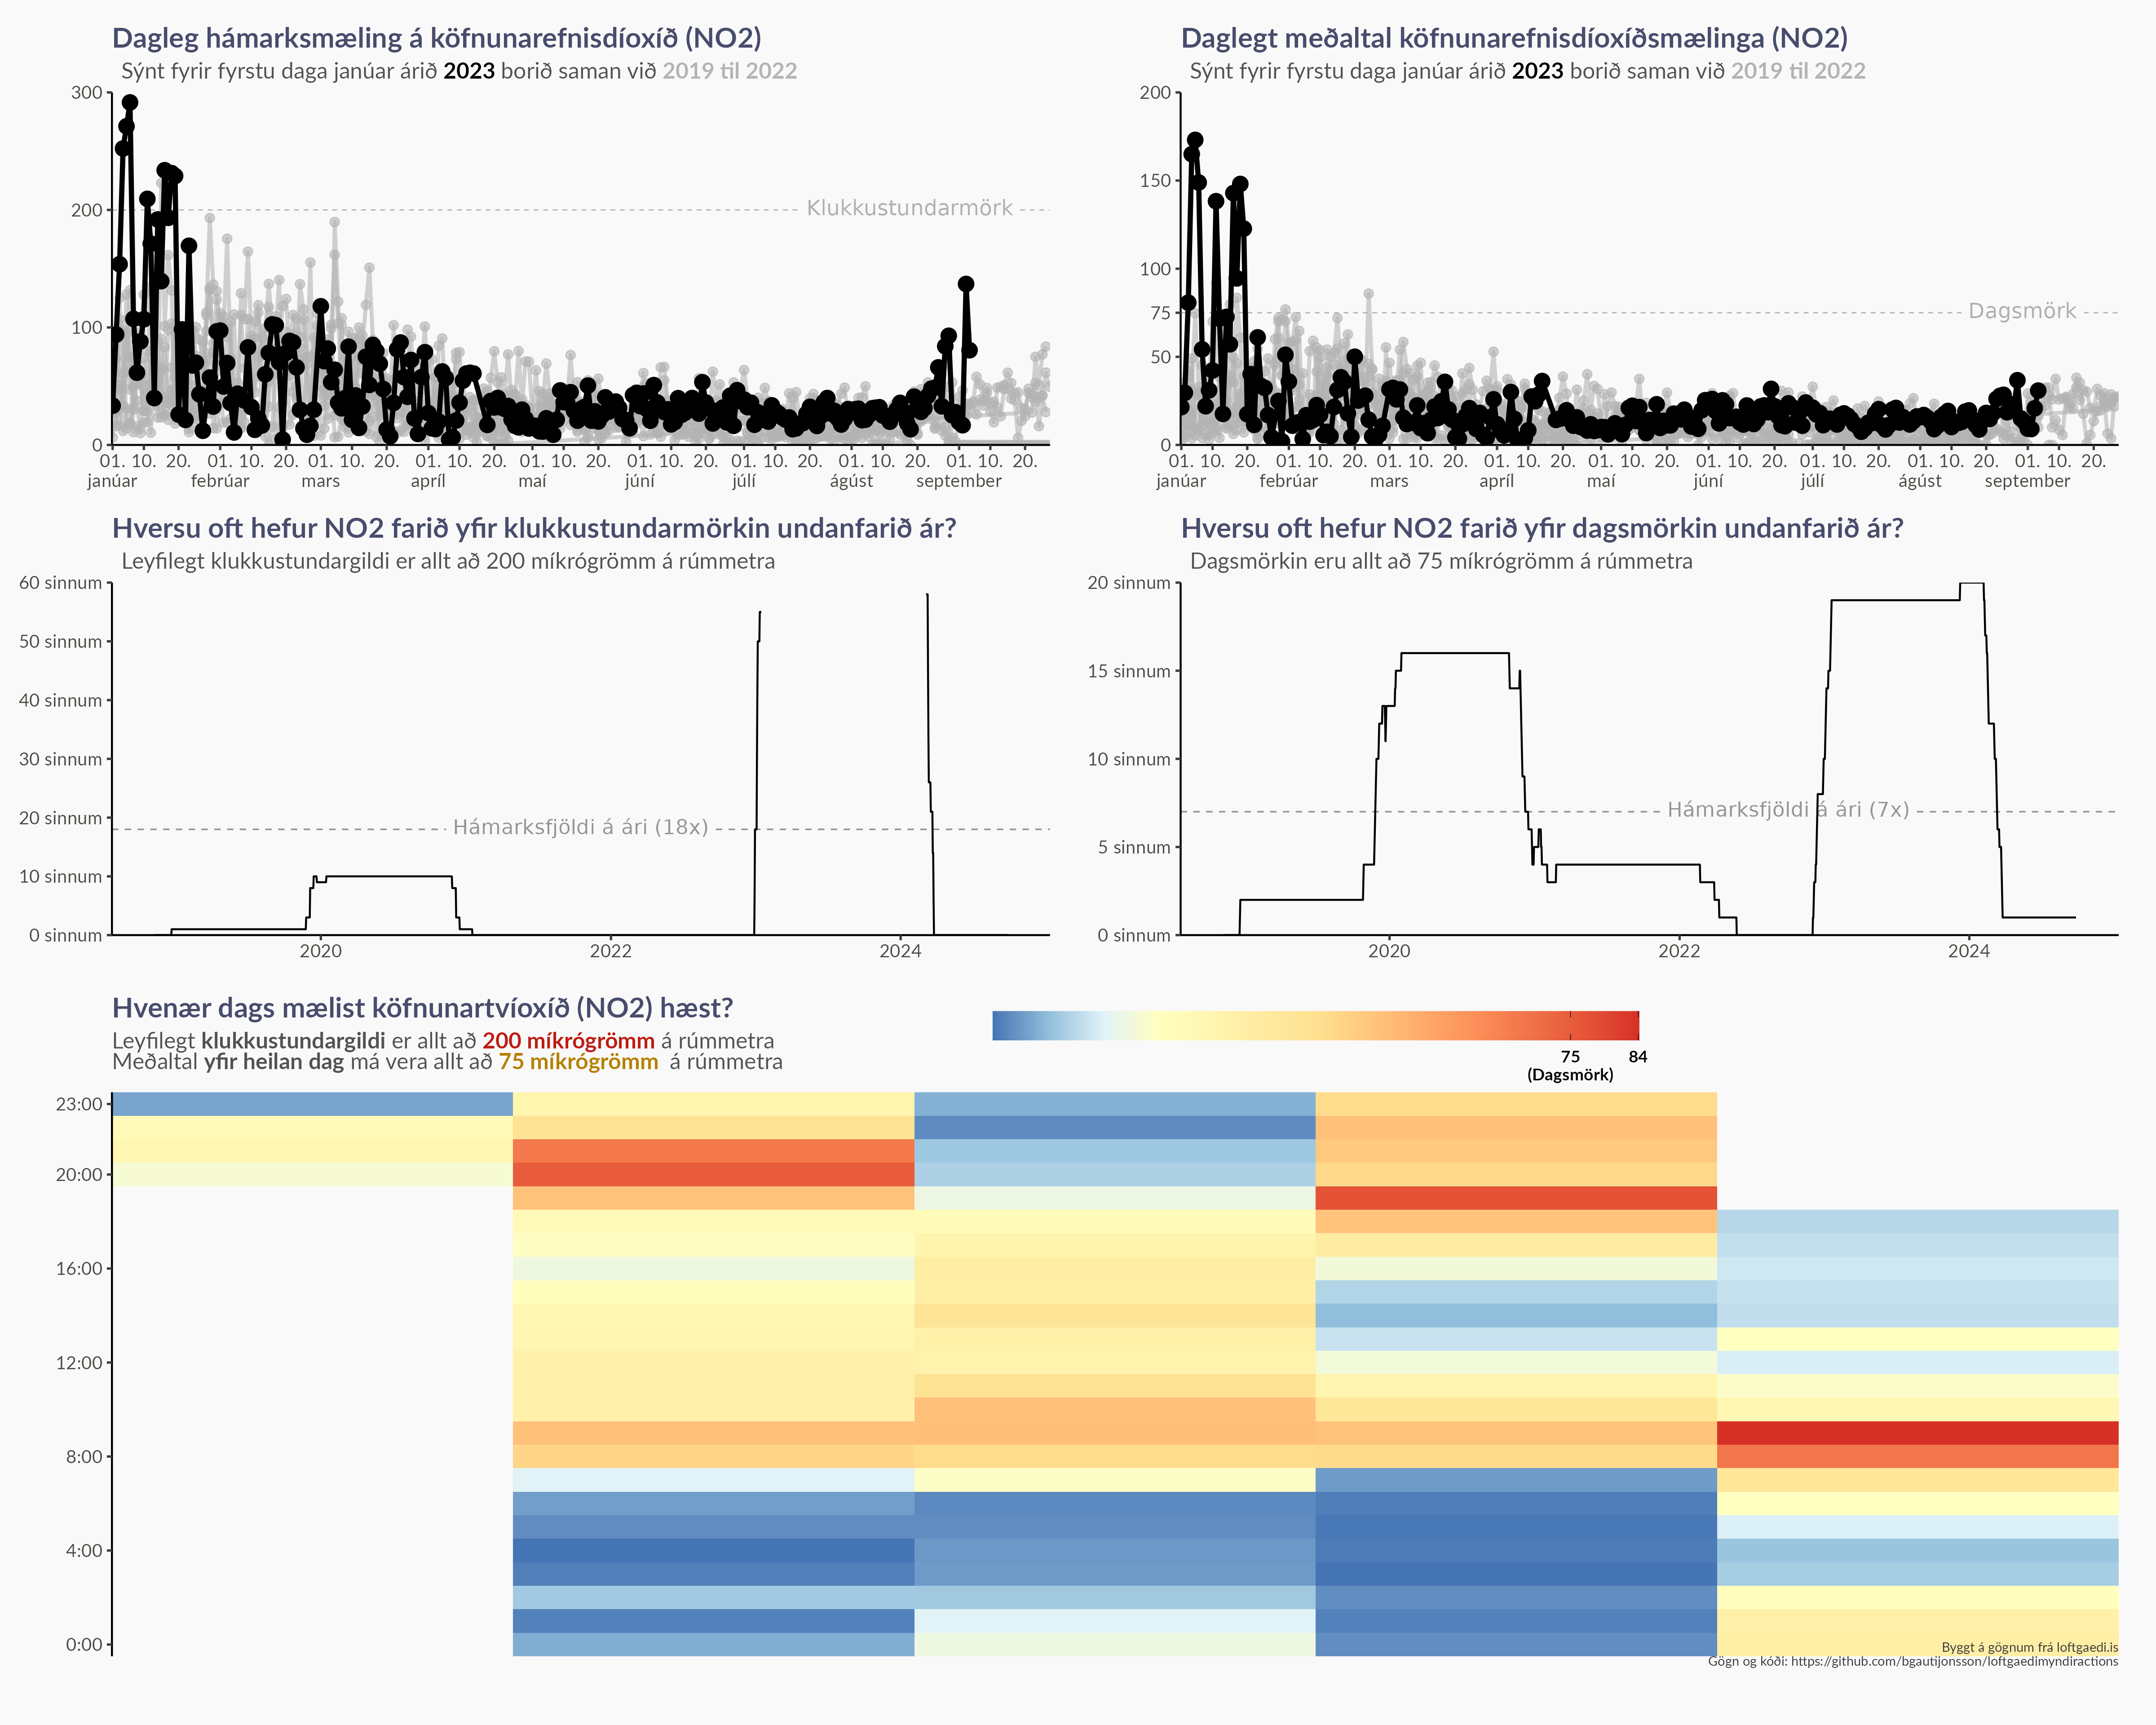 Dagleg hámarksmæling á köfnunarefnisdíoxíð (NO2)
Sýnt fyrir fyrstu daga janúar árið 2023 borið saman við 2019 til 2022
300
200
100
0
Klukkustundarmörk
01. 10. 20. 01. 10. 20. 01. 10. 20. 01. 10. 20. 01. 10. 20. 01. 10. 20. 01. 10. 20. 01. 10. 20. 01. 10. 20.
janúar febrúar mars apríl maí júní júlí ágúst september
Daglegt meðaltal köfnunarefnisdíoxíðsmælinga (NO2)
Sýnt fyrir fyrstu daga janúar árið 2023 borið saman við 2019 til 2022
200
150
100
75
50
0
Dagsmörk
01. 10. 20. 01. 10. 20. 01. 10. 20. 01. 10. 20. 01. 10. 20. 01. 10. 20. 01. 10. 20. 01. 10. 20. 01. 10. 20.
janúar febrúar mars apríl maí júní júlí ágúst september
Hversu oft hefur NO2 farið yfir klukkustundarmörkin undanfarið ár?
Leyfilegt klukkustundargildi er allt að 200 míkrógrömm á rúmmetra
60 sinnum
50 sinnum
40 sinnum
30 sinnum
20 sinnum
10 sinnum
0 sinnum
Hámarksfjöldi á ári (18x)
2020 2022 2024
Hversu oft hefur NO2 farið yfir dagsmörkin undanfarið ár?
Dagsmörkin eru allt að 75 míkrógrömm á rúmmetra
20 sinnum
15 sinnum
10 sinnum
5 sinnum
0 sinnum
Hámarksfjöldi á ári (7x)
2020 2022 2024
Hvenær dags mælist köfnunartvíoxíð (NO2) hæst?
Leyfilegt klukkustundargildi er allt að 200 míkrógrömm á rúmmetra
Meðaltal yfir heilan dag má vera allt að 75 míkrógrömm á rúmmetra
75 84
(Dagsmörk)
23:00
20:00
16:00
12:00
8:00
4:00
0:00
Byggt á gögnum frá loftgaedi.is
Gögn og kóði: https://github.com/bgautijonsson/loftgaedimyndiractions